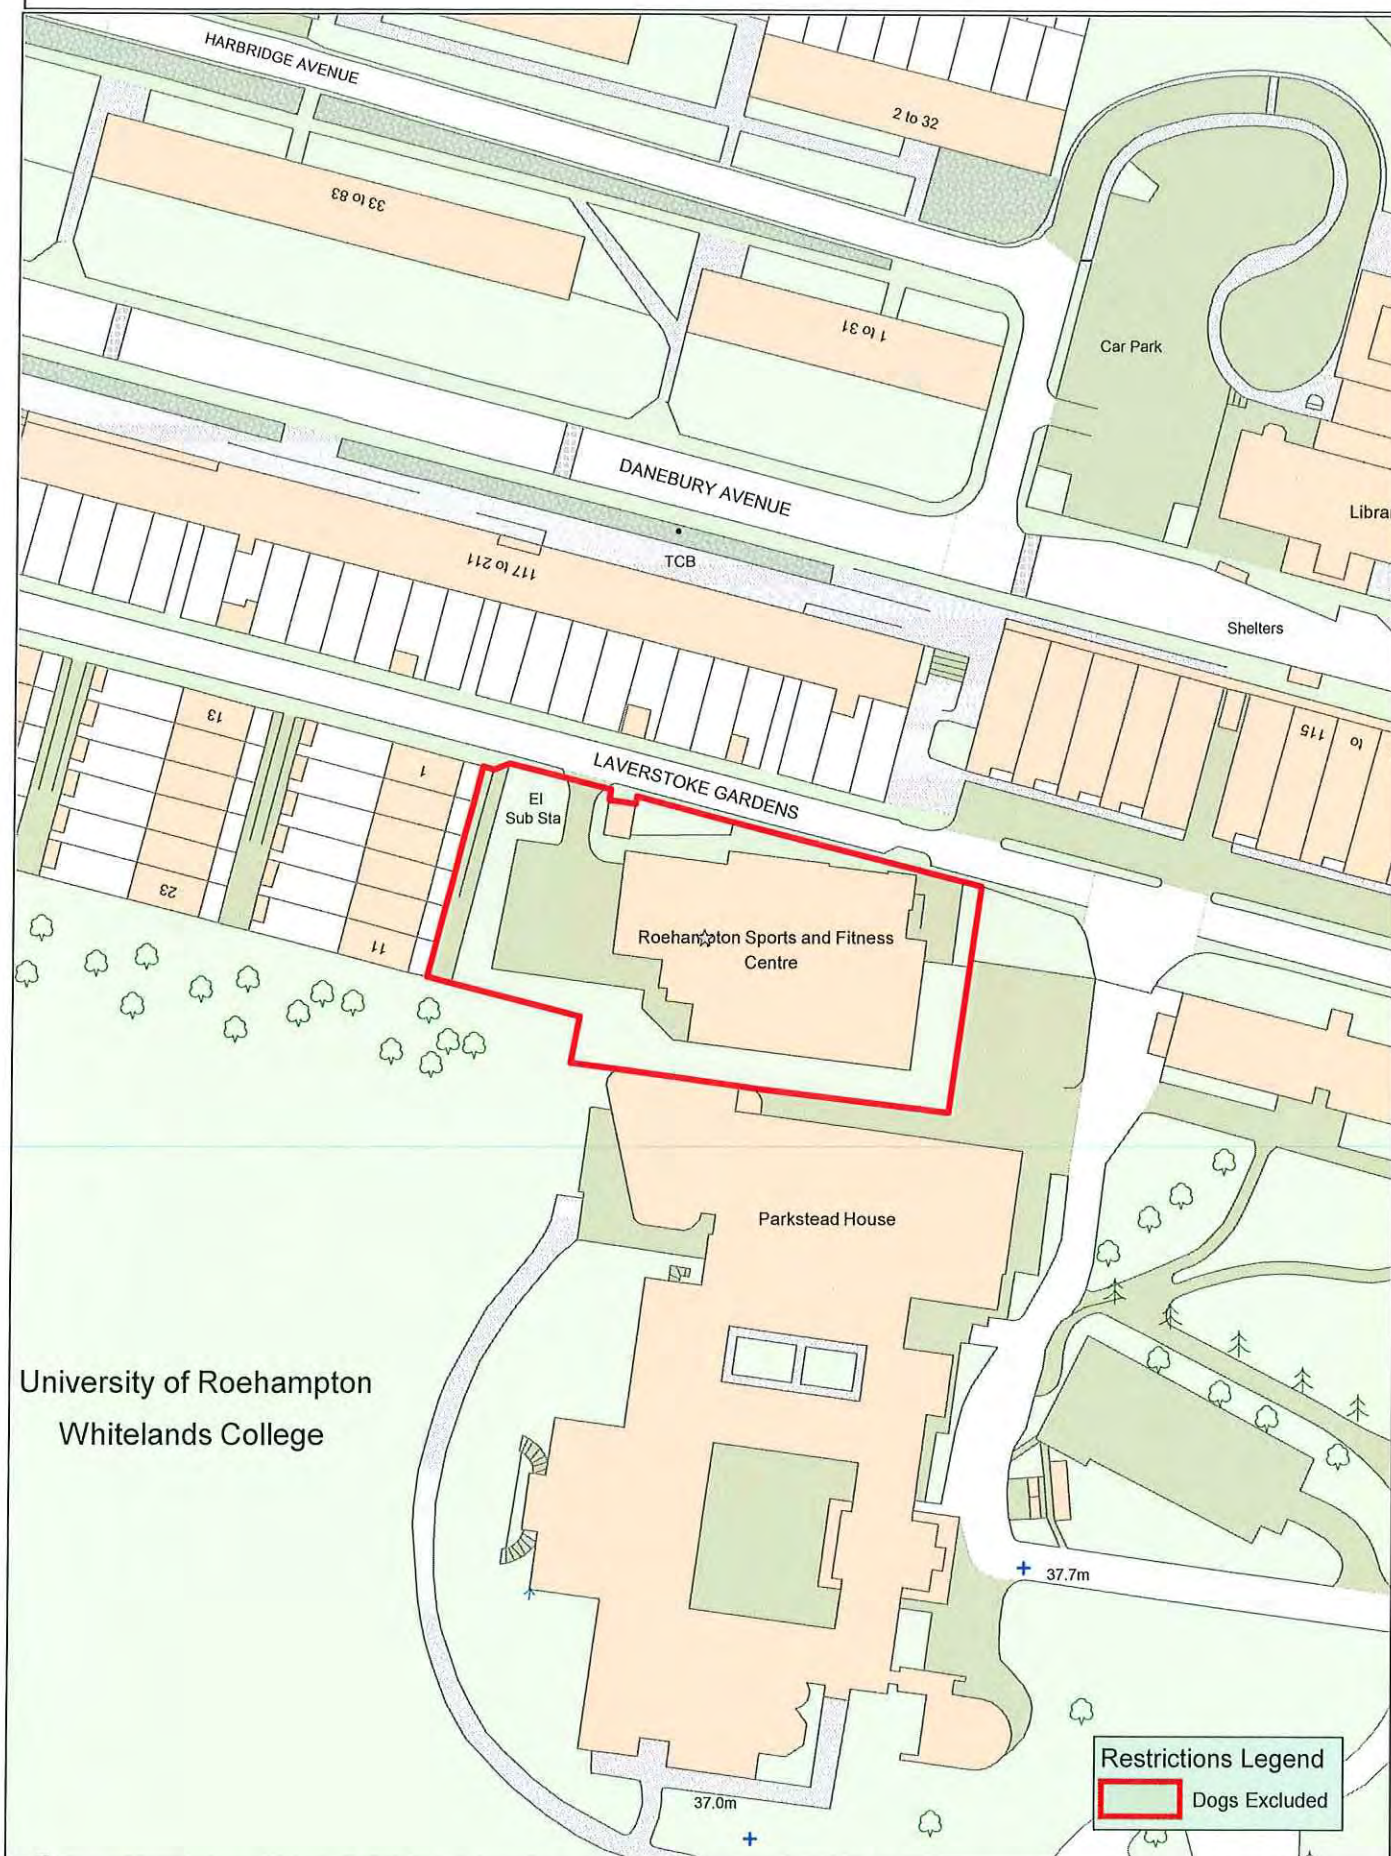 HARBRIDGE AVENUE
2 to 32
33 to 83
1 to 31
Car Park
DANEBURY AVENUE
TCB
Shelters
117 to 211
to 115
13
1
LAVERSTOKE GARDENS
El
Sub Sta
23
11
Roehampton Sports and Fitness
Centre
Parkstead House
University of Roehampton
Whitelands College
37.7m
37.0m
Restrictions Legend
Dogs Excluded